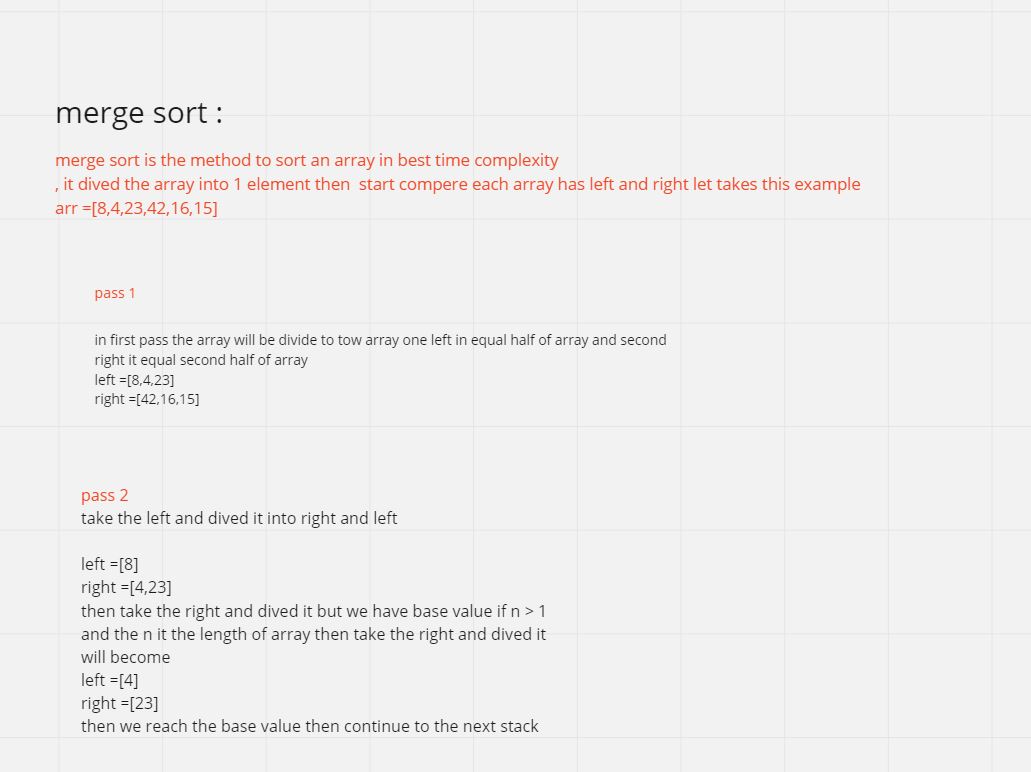 merge sort :
merge sort is the method to sort an array in best time complexity
, it dived the array into 1 element then  start compere each array has left and right let takes this example
arr =[8,4,23,42,16,15]
pass 1
in first pass the array will be divide to tow array one left in equal half of array and second
right it equal second half of array
left =[8,4,23]
right =[42,16,15]
pass 2
take the left and dived it into right and left
left =[8]
right =[4,23]
then take the right and dived it but we have base value if n > 1
and the n it the length of array then take the right and dived it
will become
left =[4]
right =[23]
then we reach the base value then continue to the next stack